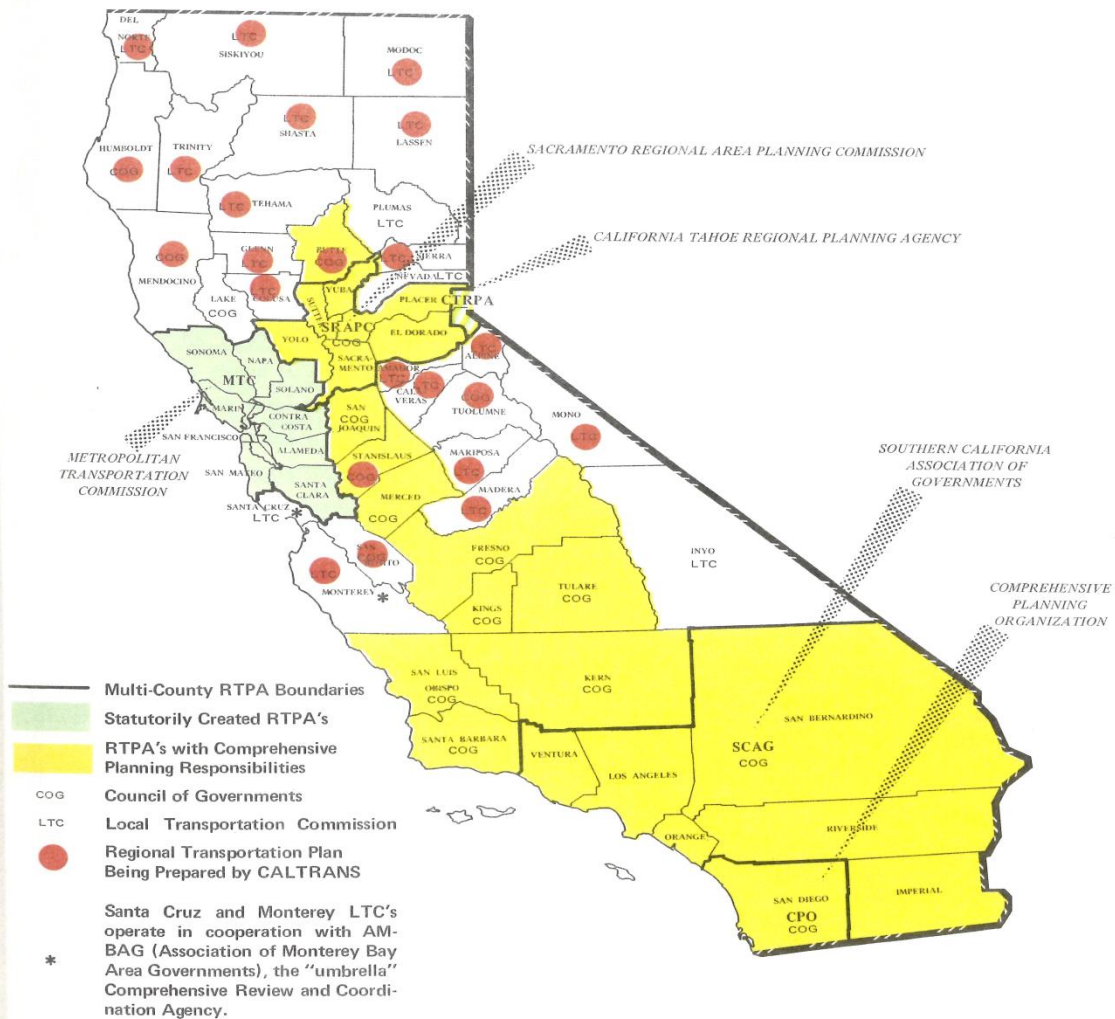 DEL
NORTE
LTC
LTC
SISKIYOU
MODOC
LTC
LTC
SHASTA
LTC
LASSEN
HUMBOLDT
COG
TRINITY
LTC
SACRAMENTO REGIONAL AREA PLANNING COMMISSION
LTC
TEHAMA
PLUMAS
LTC
CALIFORNIA TAHOE REGIONAL PLANNING AGENCY
COG
MENDOCINO
GLENN
LTC
BUTTE
COG
LTC
SIERRA
NEVADA LTC
LAKE
COG
LTC
COLUSA
SUTTER
YUBA
PLACER
CTRPA
SRAPC
COG
EL DORADO
YOLO
SACRA-
MENTO
SONOMA
NAPA
MTC
SOLANO
LTC
ALPINE
AMADOR
LTC
LTC
CALA
VERAS
COG
TUOLUMNE
MONO
LTC
MARIN
CONTRA
COSTA
SAN FRANCISCO
ALAMEDA
SAN
COG
JOAQUIN
STANISLAUS
COG
MARIPOSA
LTC
SOUTHERN CALIFORNIA
ASSOCIATION OF
GOVERNMENTS
METROPOLITAN
TRANSPORTATION
COMMISSION
SAN MATEO
SANTA
CLARA
MERCED
COG
MADERA
LTC
SANTA CRUZ
LTC *
SAN
COG
BENITO
LTC
MONTEREY *
FRESNO
COG
INYO
LTC
TULARE
COG
KINGS
COG
COMPREHENSIVE
PLANNING
ORGANIZATION
SAN LUIS
OBISPO
COG
KERN
COG
SAN BERNARDINO
SANTA BARBARA
COG
VENTURA
LOS ANGELES
SCAG
COG
ORANGE
RIVERSIDE
SAN DIEGO
CPO
COG
IMPERIAL
Multi-County RTPA Boundaries
Statutorily Created RTPA's
RTPA's with Comprehensive
Planning Responsibilities
COG Council of Governments
LTC Local Transportation Commission
Regional Transportation Plan
Being Prepared by CALTRANS
Santa Cruz and Monterey LTC's
operate in cooperation with AM-
BAG (Association of Monterey Bay
* Area Governments), the "umbrella"
Comprehensive Review and Coordi-
nation Agency.